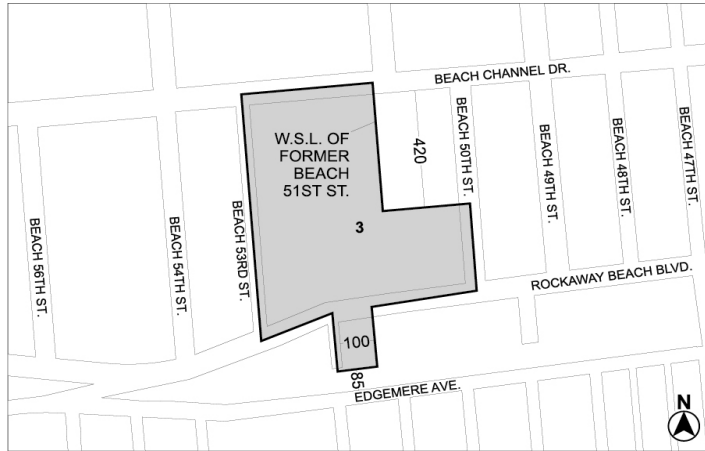 BEACH CHANNEL DR.
W.S.L. OF
FORMER
BEACH
51ST ST.
420
BEACH 50TH ST.
BEACH 49TH ST.
BEACH 48TH ST.
BEACH 47TH ST.
BEACH 56TH ST.
BEACH 54TH ST.
BEACH 53RD ST.
3
ROCKAWAY BEACH BLVD.
100
85
EDGEMERE AVE.
N